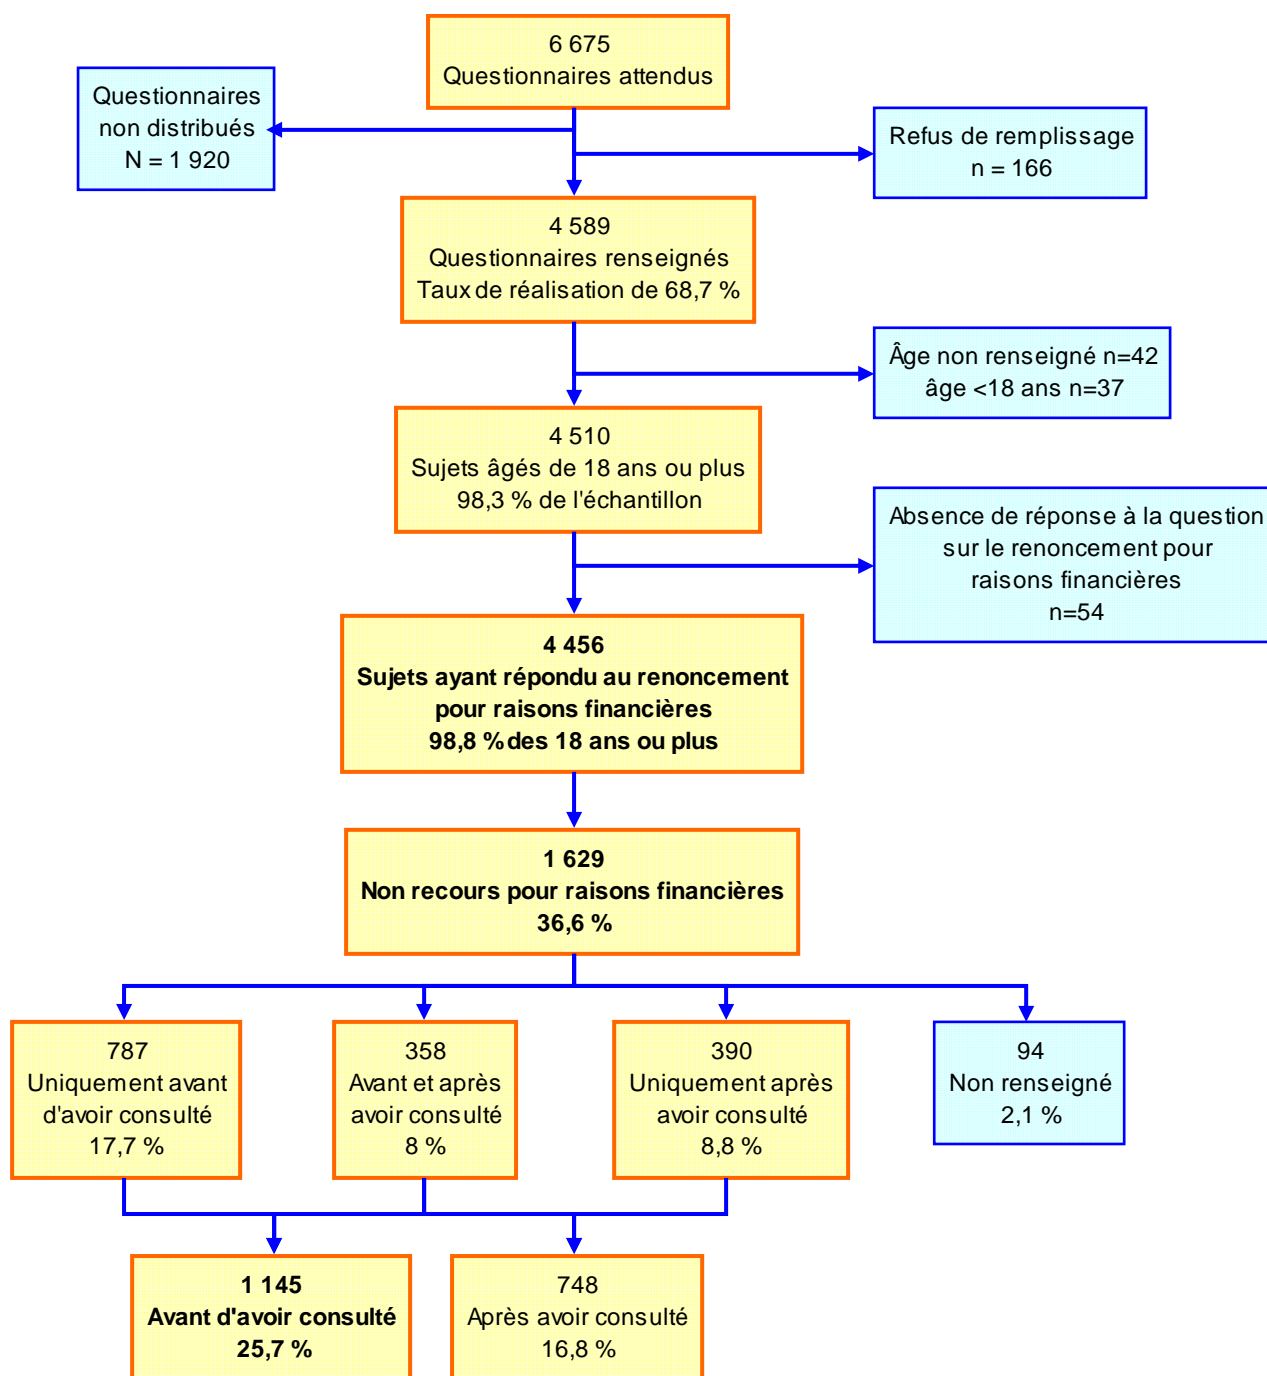 6 675
Questionnaires attendus
Questionnaires
non distribués
N = 1 920
Refus de remplissage
n = 166
4 589
Questionnaires renseignés
Taux de réalisation de 68,7 %
Âge non renseigné n=42
âge <18 ans n=37
4 510
Sujets âgés de 18 ans ou plus
98,3 % de l'échantillon
Absence de réponse à la question
sur le renoncement pour
raisons financières
n=54
4 456
Sujets ayant répondu au renoncement
pour raisons financières
98,8 % des 18 ans ou plus
1 629
Non recours pour raisons financières
36,6 %
787
Uniquement avant
d'avoir consulté
17,7 %
358
Avant et après
avoir consulté
8 %
390
Uniquement après
avoir consulté
8,8 %
94
Non renseigné
2,1 %
1 145
Avant d'avoir consulté
25,7 %
748
Après avoir consulté
16,8 %